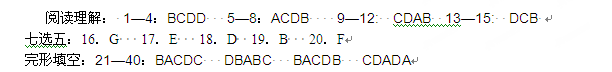 阅读理解： 1—4：BCDD 5—8：ACDB 9—12： CDAB 13—15： DCB
七选五：16．G 17．E 18．D 19．B 20．F
完形填空：21—40：BACDC DBABC BACDB CDADA